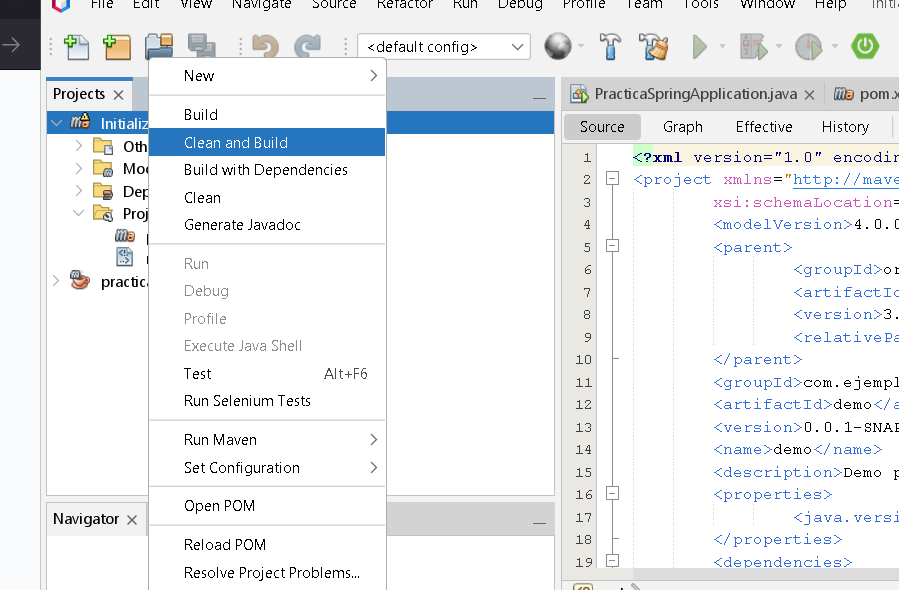 File Edit View Navigate Source Refactor Run Debug Profile Team Tools Window Help
<default config>
Projects
PracticaSpringApplication.java
pom.x
Initializ
New
Build
Clean and Build
Build with Dependencies
Clean
Generate Javadoc
Run
Debug
Profile
Execute Java Shell
Test Alt+F6
Run Selenium Tests
Run Maven
Set Configuration
Open POM
Reload POM
Resolve Project Problems...
Oth
Mod
Dep
Proj
practica
Navigator
Source Graph Effective History
1 <?xml version="1.0" encodin
2 <project xmlns="http://mave
3 xsi:schemaLocation=
4 <modelVersion>4.0.0
5 <parent>
6 <groupId>or
7 <artifactId
8 <version>3.
9 <relativePa
10 </parent>
11 <groupId>com.ejempl
12 <artifactId>demo</a
13 <version>0.0.1-SNAP
14 <name>demo</name>
15 <description>Demo p
16 <properties>
17 <java.versi
18 </properties>
19 <dependencies>